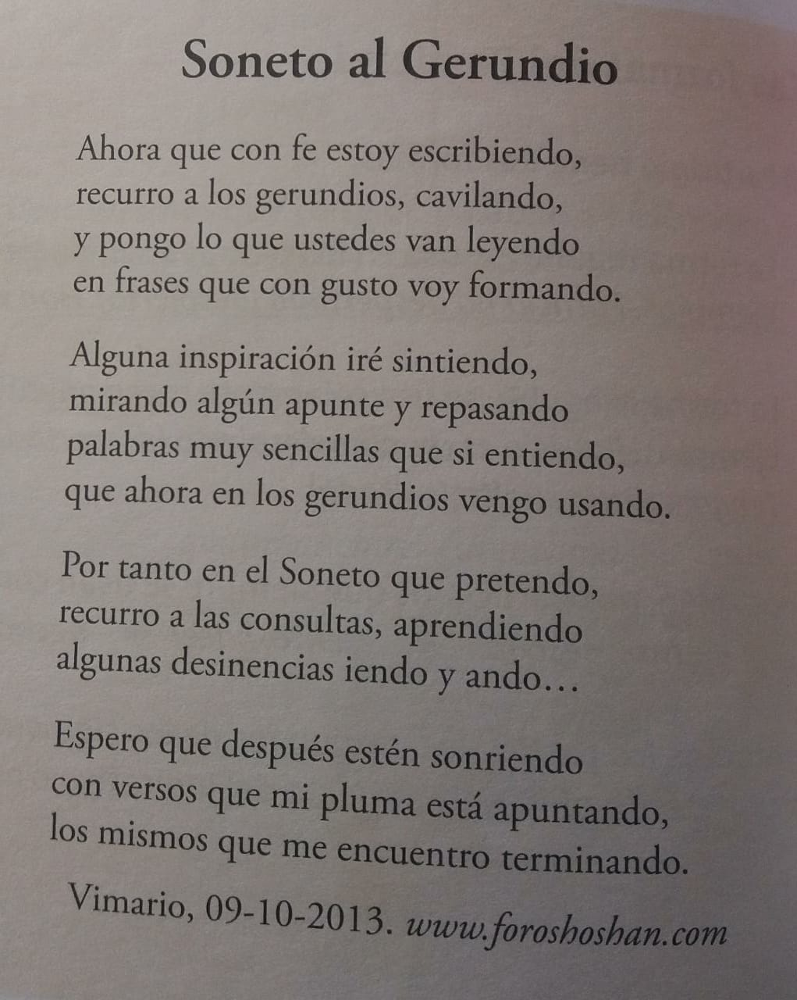 Soneto al Gerundio
Ahora que con fe estoy escribiendo,
recurro a los gerundios, cavilando,
y pongo lo que ustedes van leyendo
en frases que con gusto voy formando.
Alguna inspiración iré sintiendo,
mirando algún apunte y repasando
palabras muy sencillas que si entiendo,
que ahora en los gerundios vengo usando.
Por tanto en el Soneto que pretendo,
recurro a las consultas, aprendiendo
algunas desinencias iendo y ando…
Espero que después estén sonriendo
con versos que mi pluma está apuntando,
los mismos que me encuentro terminando.
Vimario, 09-10-2013. www.foroshoshan.com